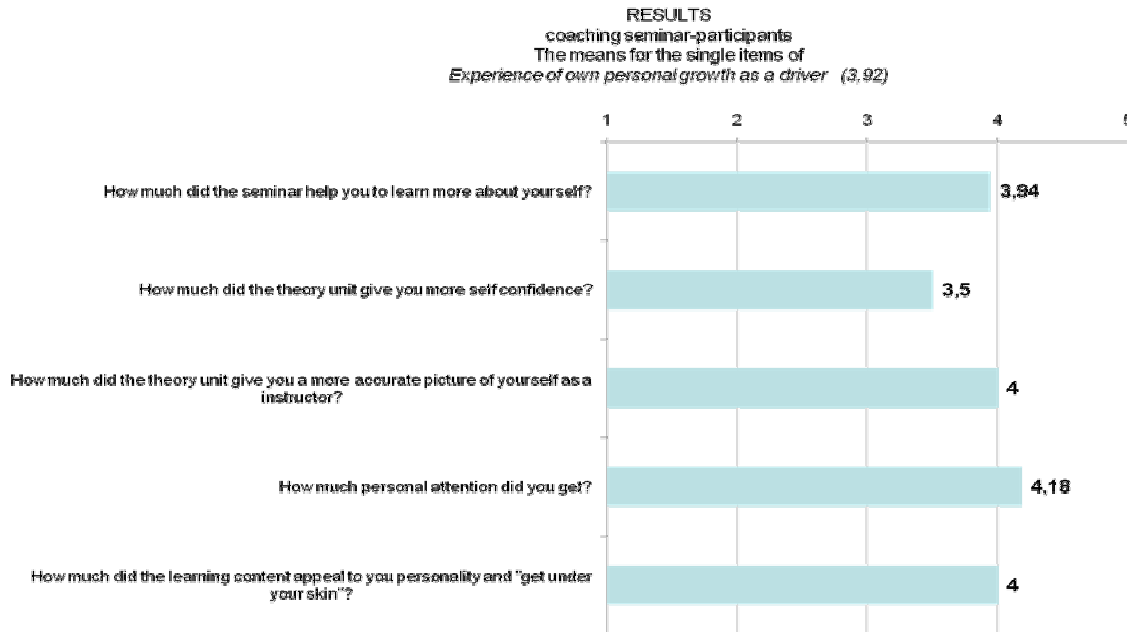 RESULTS
coaching seminar-participants
The means for the single items of
Experience of own personal growth as a driver (3,92)
1 2 3 4 5
How much did the seminar help you to learn more about yourself? 3,94
How much did the theory unit give you more self confidence? 3,5
How much did the theory unit give you a more accurate picture of yourself as a
instructor? 4
How much personal attention did you get? 4,18
How much did the learning content appeal to you personality and "get under
your skin"? 4